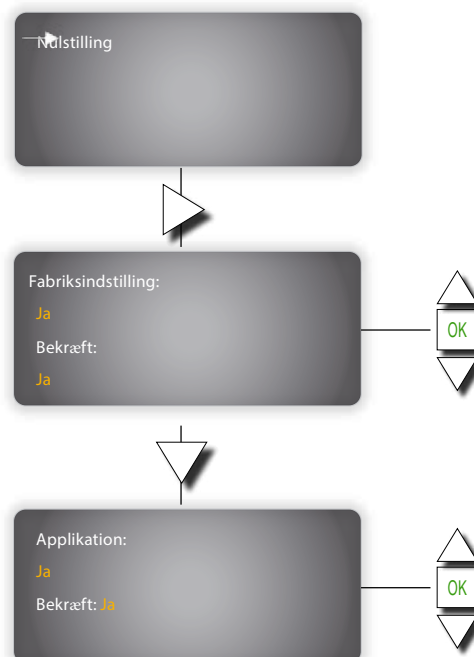 Nulstilling
Fabriksindstilling:
Ja
Bekræft:
Ja
OK
Applikation:
Ja
Bekræft: Ja
OK